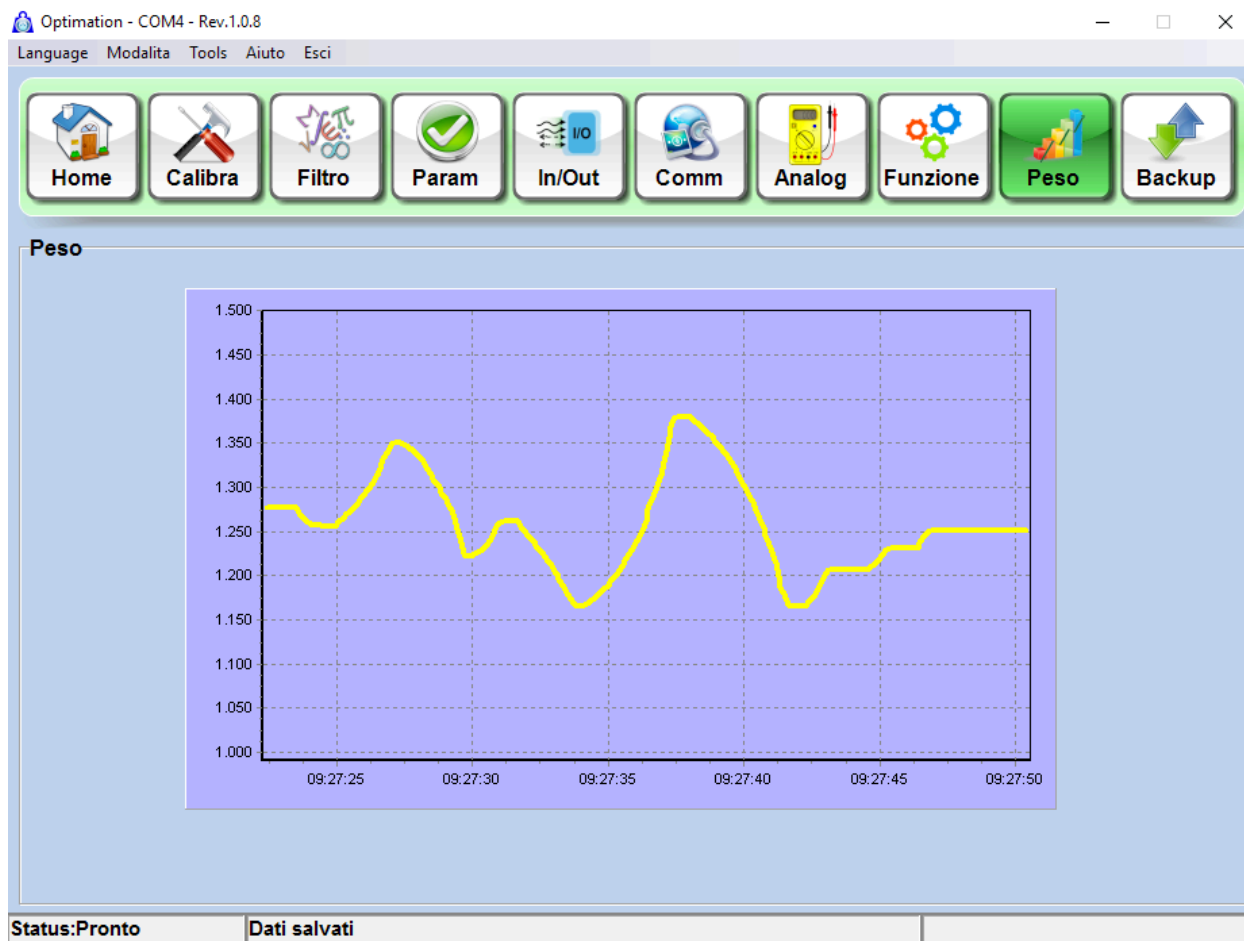 Optimation - COM4 - Rev.1.0.8
Language Modalita Tools Aiuto Esci
I/O
Home Calibra Filtro Param In/Out Comm Analog Funzione Peso Backup
Peso
1.500
1.450
1.400
1.350
1.300
1.250
1.200
1.150
1.100
1.050
1.000
09:27:25 09:27:30 09:27:35 09:27:40 09:27:45 09:27:50
Status:Pronto Dati salvati